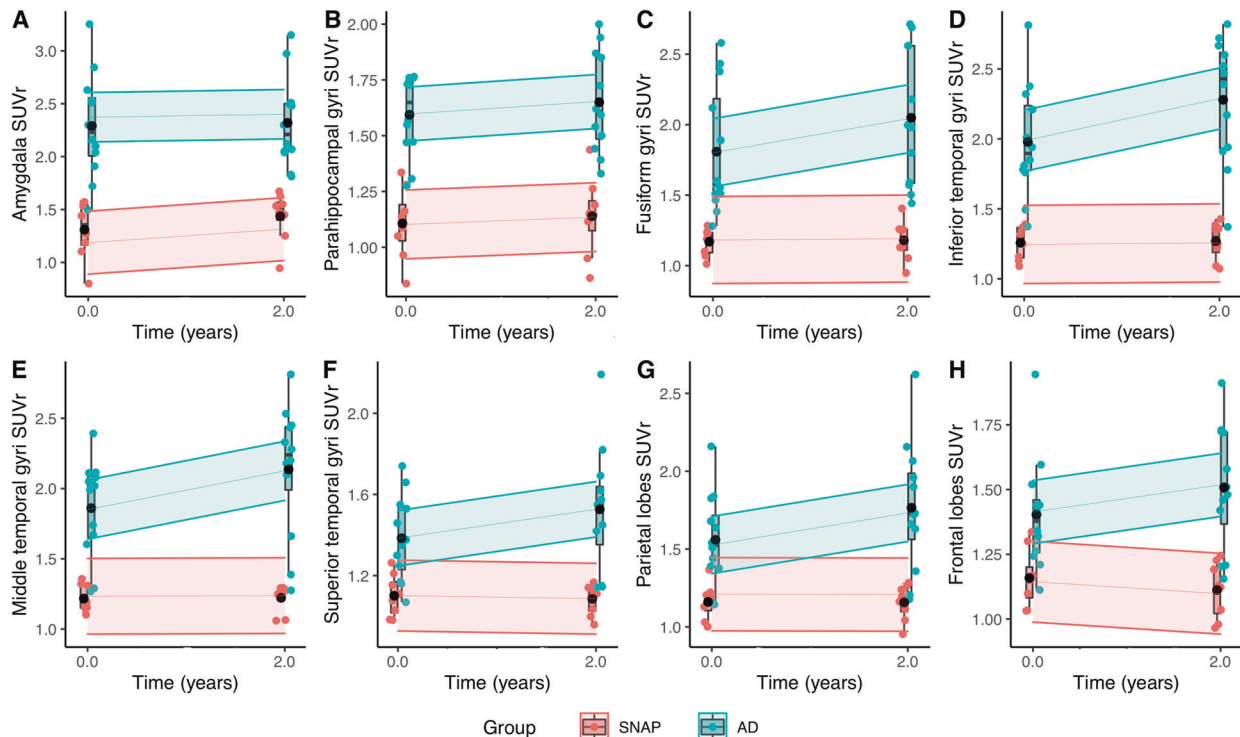 A
Amygdala SUVr
3.0
2.5
2.0
1.5
1.0
0.0
2.0
Time (years)
B
Parahippocampal gyri SUVr
2.00
1.75
1.50
1.25
1.00
0.0
2.0
Time (years)
C
Fusiform gyri SUVr
2.5
2.0
1.5
1.0
0.0
2.0
Time (years)
D
Inferior temporal gyri SUVr
2.5
2.0
1.5
1.0
0.0
2.0
Time (years)
E
Middle temporal gyri SUVr
2.5
2.0
1.5
1.0
0.0
2.0
Time (years)
F
Superior temporal gyri SUVr
2.0
1.6
1.2
0.0
2.0
Time (years)
G
Parietal lobes SUVr
2.5
2.0
1.5
1.0
0.0
2.0
Time (years)
H
Frontal lobes SUVr
1.75
1.50
1.25
1.00
0.0
2.0
Time (years)
Group SNAP AD